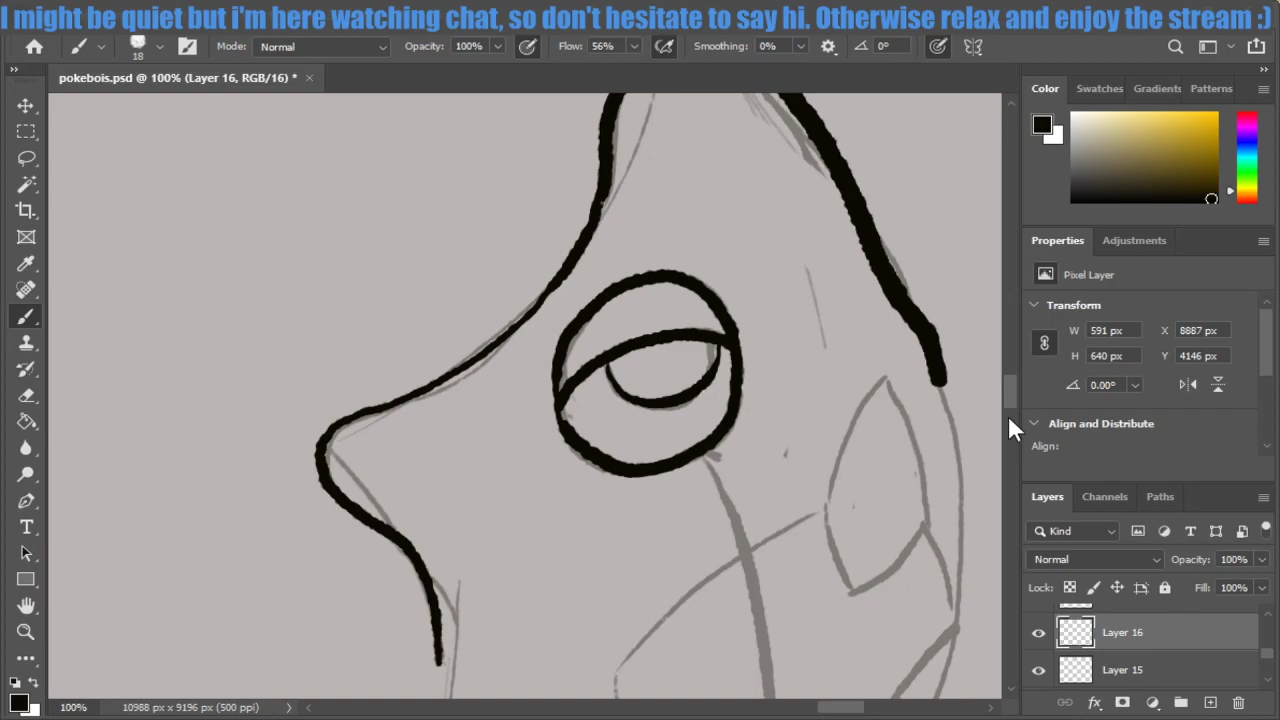 I might be quiet but i'm here watching chat, so don't hesitate to say hi. Otherwise relax and enjoy the stream :)
18
Mode: Normal
Opacity: 100%
Flow: 56%
Smoothing: 0%
0°
pokebois.psd @ 100% (Layer 16, RGB/16) *
Color
Swatches
Gradients
Patterns
Properties
Adjustments
Pixel Layer
Transform
W 591 px
X 8887 px
H 640 px
Y 4146 px
0.00°
Align and Distribute
Align:
Layers
Channels
Paths
Kind
Normal
Opacity: 100%
Lock:
Fill: 100%
Layer 16
Layer 15
fx
100%
10988 px x 9196 px (500 ppi)